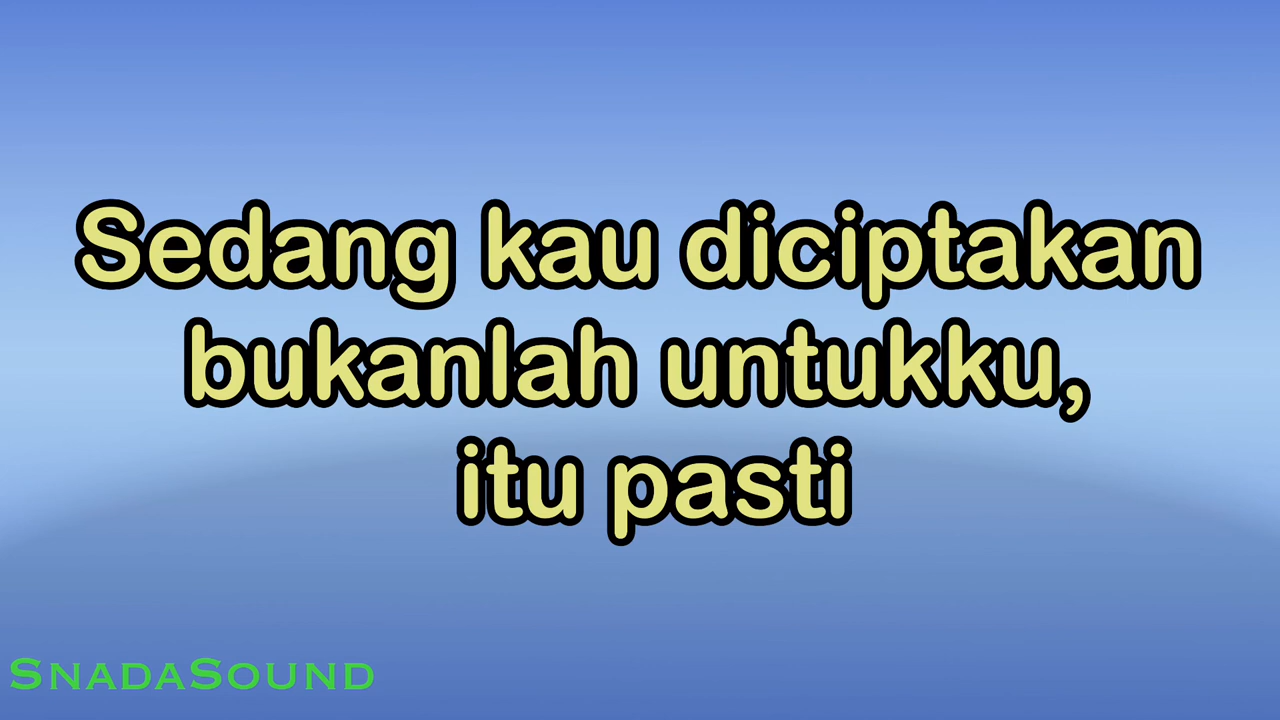 Sedang kau diciptakan
bukanlah untukku,
itu pasti
SnadaSound